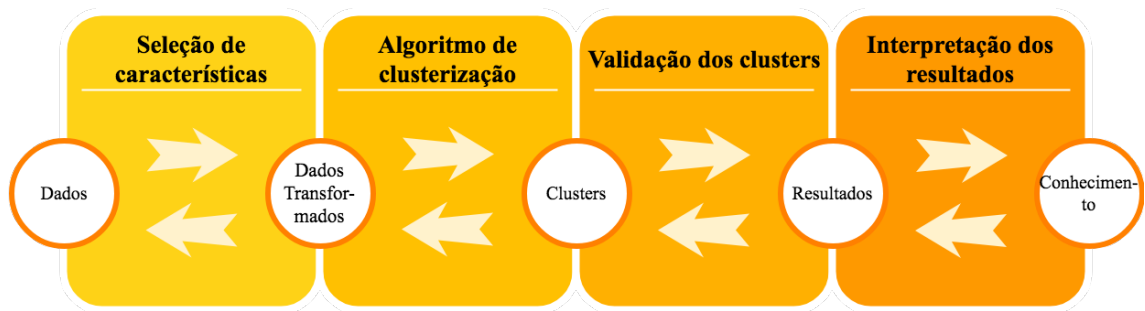 Seleção de
característícas
Algoritmo de
clusterização
Validação dos clusters
Interpretação dos
resultados
Dados
Dados
Transfor-
mados
Clusters
Resultados
Conhecimen-
to